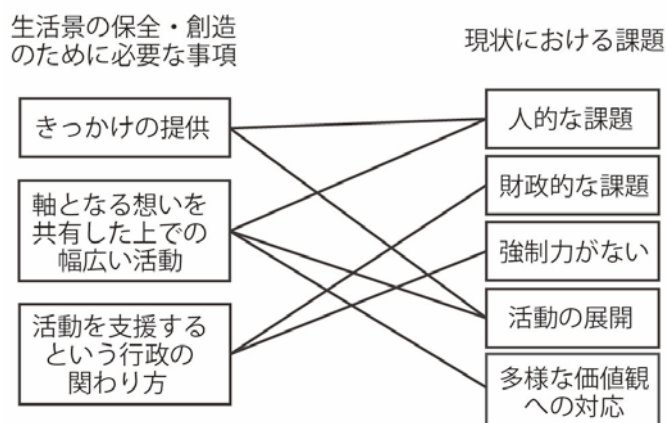 生活景の保全・創造
のために必要な事項
きっかけの提供
軸となる想いを
共有した上での
幅広い活動
活動を支援する
という行政の
関わり方
現状における課題
人的な課題
財政的な課題
強制力がない
活動の展開
多様な価値観
への対応